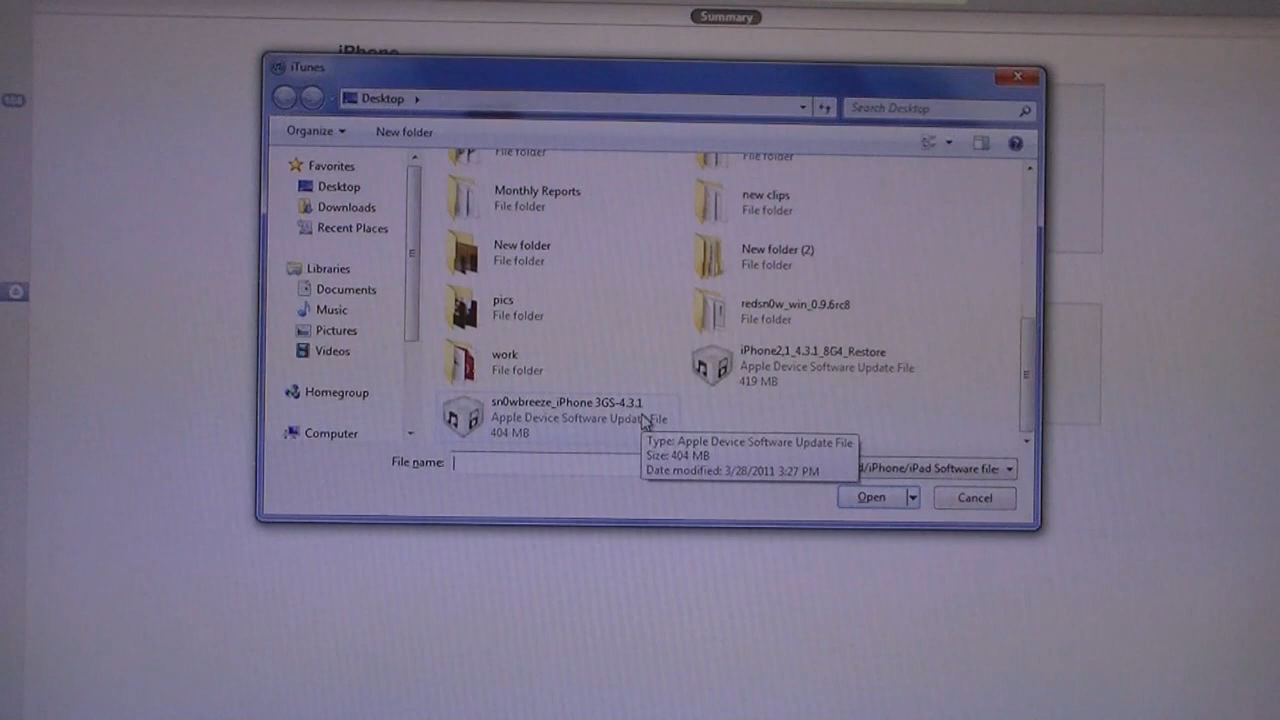 Summary
iPhone
iTunes
Desktop
Search Desktop
Organize
New folder
File folder
File folder
Favorites
Desktop
Downloads
Recent Places
Libraries
Documents
Music
Pictures
Videos
Homegroup
Computer
Monthly Reports
File folder
new clips
File folder
New folder
File folder
New folder (2)
File folder
pics
File folder
redsn0w_win_0.9.6rc8
File folder
work
File folder
iPhone2,1_4.3.1_8G4_Restore
Apple Device Software Update File
419 MB
sn0wbreeze_iPhone 3GS-4.3.1
Apple Device Software Update File
404 MB
Type: Apple Device Software Update File
Size: 404 MB
Date modified: 3/28/2011 3:27 PM
File name:
d/iPhone/iPad Software file
Open
Cancel